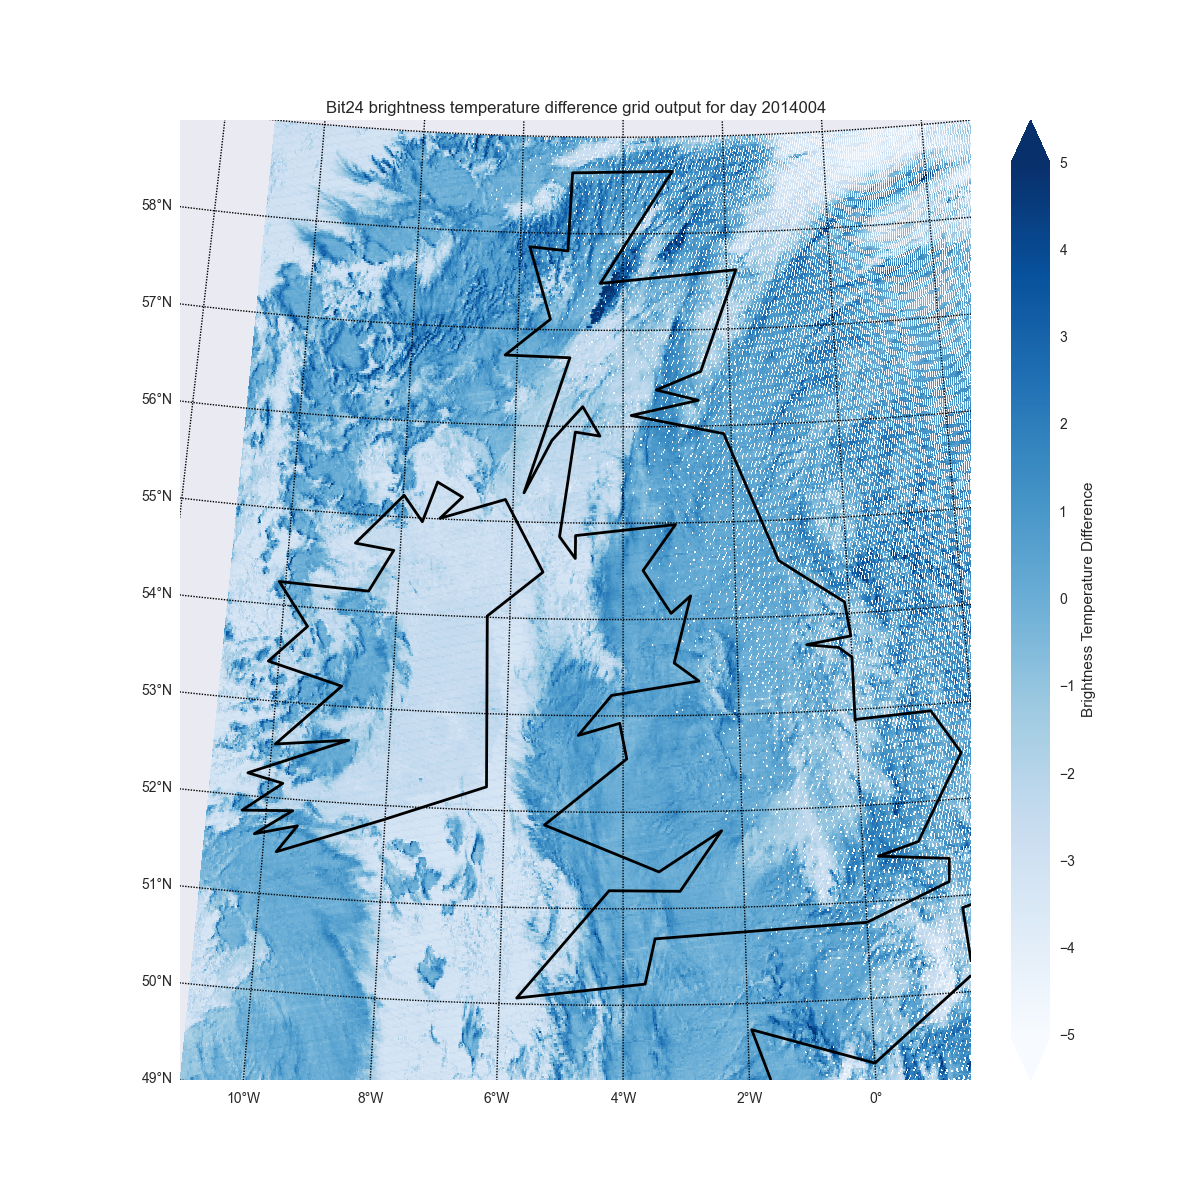 Bit24 brightness temperature difference grid output for day 2014004
58°N
57°N
56°N
55°N
54°N
53°N
52°N
51°N
50°N
49°N
10°W
8°W
6°W
4°W
2°W
0°
5
4
3
2
1
0
−1
−2
−3
−4
−5
Brightness Temperature Difference